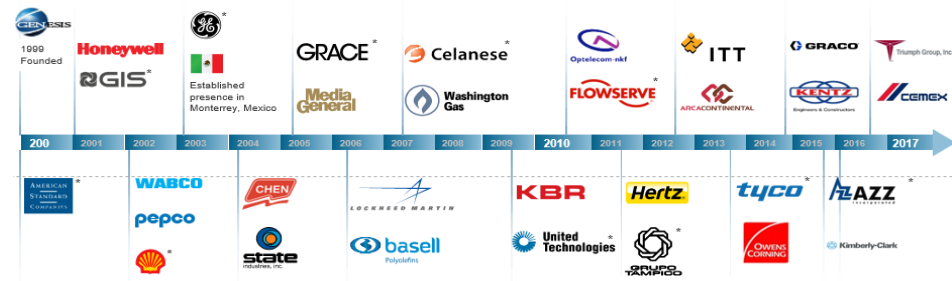 GENESIS
1999
Founded
Honeywell
GIS*
GE
*
Established
presence in
Monterrey, Mexico
GRACE*
Media
General
Celanese*
Washington
Gas
Optelecom-nkf
FLOWSERVE*
ITT
ARCACONTINENTAL
GRACO
KENTZ
Engineers & Constructors
Triumph Group, Inc
CEMEX
200 2001 2002 2003 2004 2005 2006 2007 2008 2009 2010 2011 2012 2013 2014 2015 2016 2017
AMERICAN
STANDARD
COMPANIES
*
WABCO
pepco
*
CHEN
state
industries, inc.
LOCKHEED MARTIN
basell
Polyolefins
KBR
United
Technologies*
Hertz
*
GRUPO
TAMPICO
tyco*
OWENS
CORNING
AZZ
*
incorporated
Kimberly-Clark